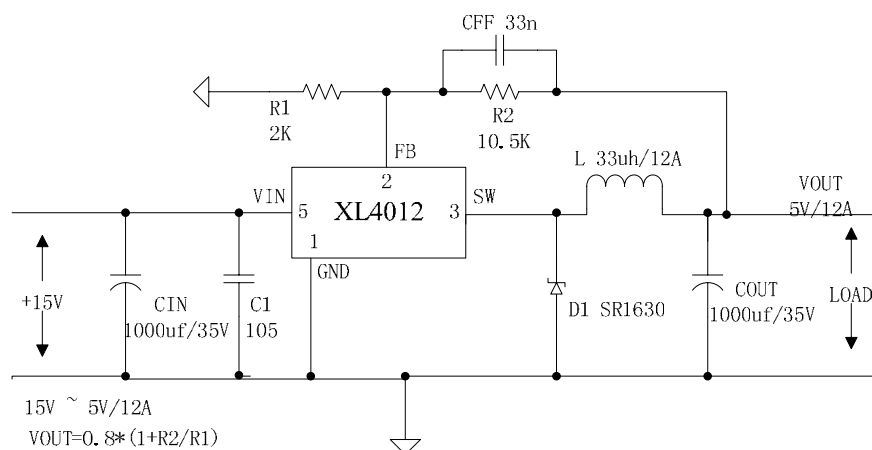 CFF 33n
R1
2K
R2
10.5K
FB
L 33uh/12A
VIN
2
SW
VOUT
5V/12A
5
XL4012
3
1
GND
+15V
CIN
1000uf/35V
C1
105
D1 SR1630
COUT
1000uf/35V
LOAD
15V ~ 5V/12A
VOUT=0.8*(1+R2/R1)